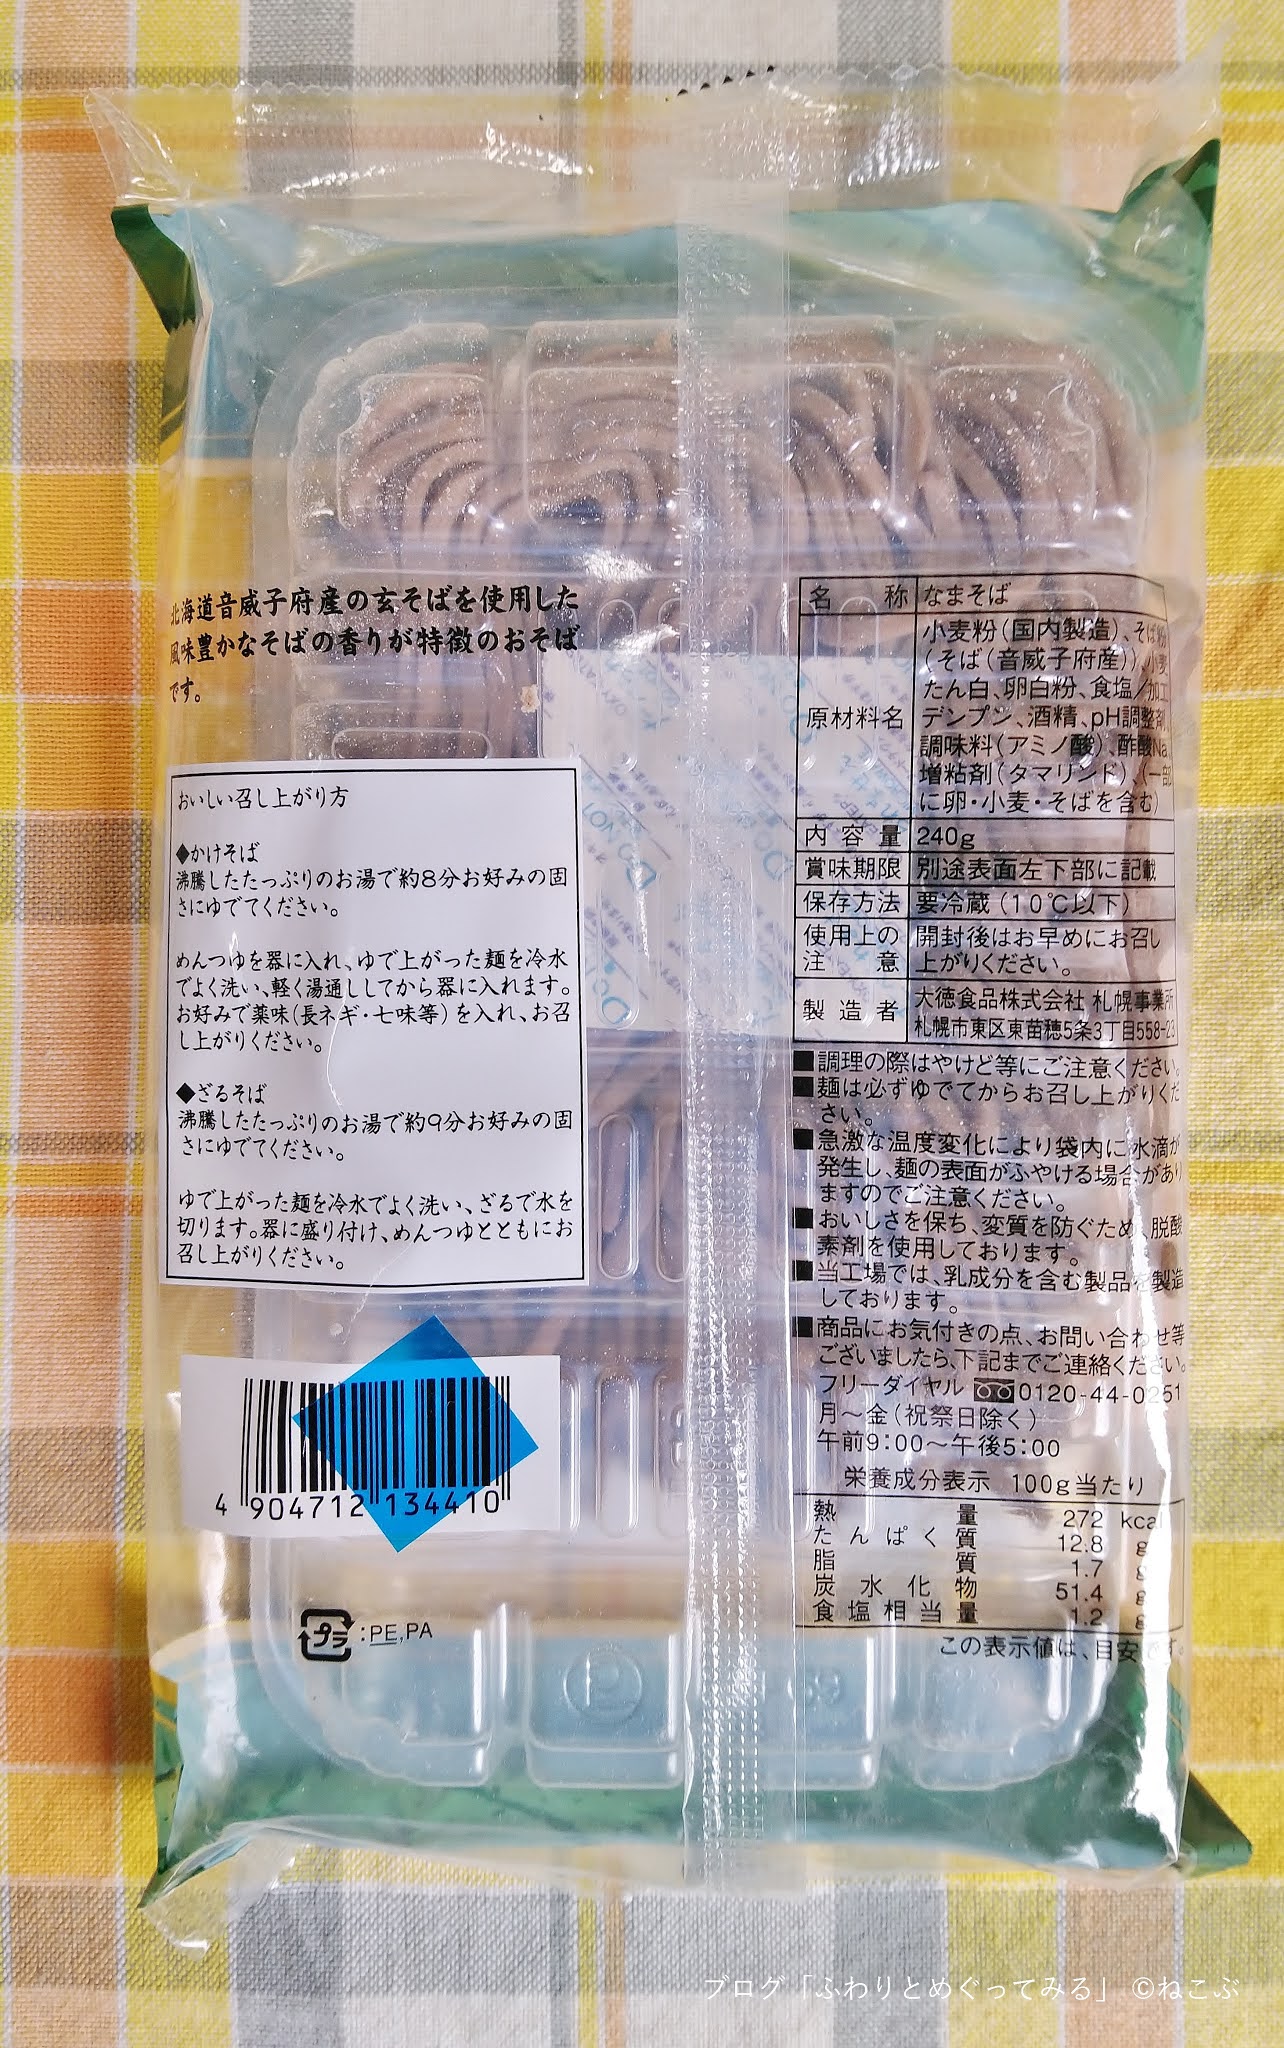 北海道音威子府産の玄そばを使用した
風味豊かなそばの香りが特徴のおそば
です。
おいしい召し上がり方
◆かけそば
沸騰したたっぷりのお湯で約8分お好みの固
さにゆでてください。
めんつゆを器に入れ、ゆで上がった麺を冷水
でよく洗い、軽く湯通ししてから器に入れます。
お好みで薬味(長ネギ・七味等)を入れ、お召
し上がりください。
◆ざるそば
沸騰したたっぷりのお湯で約9分お好みの固
さにゆでてください。
ゆで上がった麺を冷水でよく洗い、ざるで水を
切ります。器に盛り付け、めんつゆとともにお
召し上がりください。
4 904712 134410
プラ :PE,PA
名称 なまそば
原材料名 小麦粉(国内製造)、そば粉
(そば(音威子府産))、小麦
たん白、卵白粉、食塩/加工
デンプン、酒精、pH調整剤、
調味料(アミノ酸)、酢酸Na、
増粘剤(タマリンド)、(一部
に卵・小麦・そばを含む)
内容量 240g
賞味期限 別途表面左下部に記載
保存方法 要冷蔵(10℃以下)
使用上の注意 開封後はお早めにお召し
上がりください。
製造者 大徳食品株式会社 札幌事業所
札幌市東区東苗穂5条3丁目558-23
■調理の際はやけど等にご注意ください。
■麺は必ずゆでてからお召し上がりくだ
さい。
■急激な温度変化により袋内に水滴が
発生し、麺の表面がふやける場合があり
ますのでご注意ください。
■おいしさを保ち、変質を防ぐため、脱酸
素剤を使用しております。
■当工場では、乳成分を含む製品を製造
しております。
■商品にお気付きの点、お問い合わせ等
ございましたら、下記までご連絡ください。
フリーダイヤル 0120-44-0251
月～金(祝祭日除く)
午前9:00～午後5:00
栄養成分表示 100g当たり
熱量 272 kcal
たんぱく質 12.8 g
脂質 1.7 g
炭水化物 51.4 g
食塩相当量 1.2 g
この表示値は、目安です。
ブログ「ふわりとめぐってみる」 ©ねこぶ